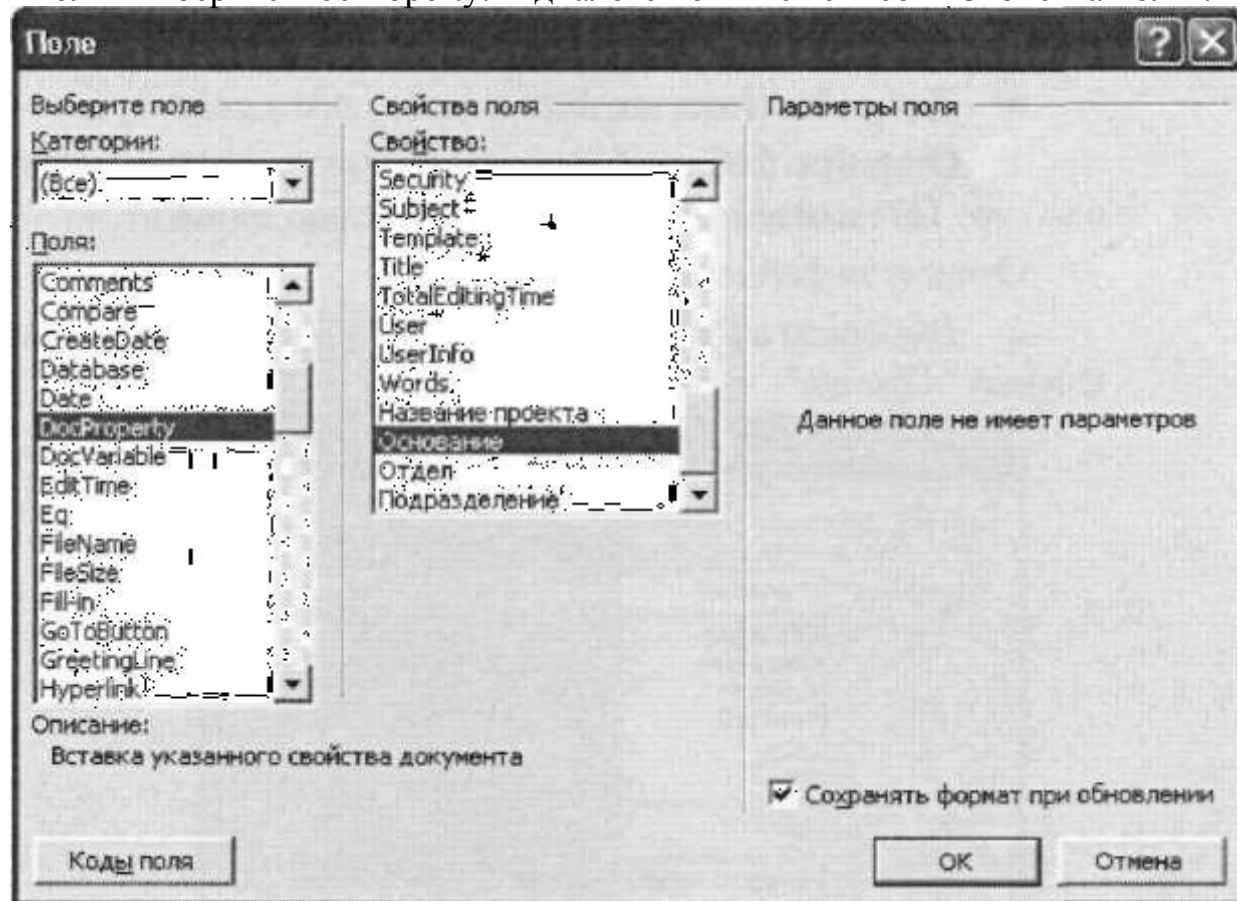 Поле
Выберите поле
Категории:
(Все)
Поля:
Comments
Compare
CreateDate
Database
Date
DocProperty
DocVariable
EditTime
Eq
FileName
FileSize
Fill-in
GoToButton
GreetingLine
Hyperlink
Описание:
Вставка указанного свойства документа
Коды поля
Свойства поля
Свойство:
Security
Subject
Template
Title
TotalEditingTime
User
UserInfo
Words
Название проекта
Основание
Отдел
Подразделение
Параметры поля
Данное поле не имеет параметров
Сохранять формат при обновлении
ОК
Отмена